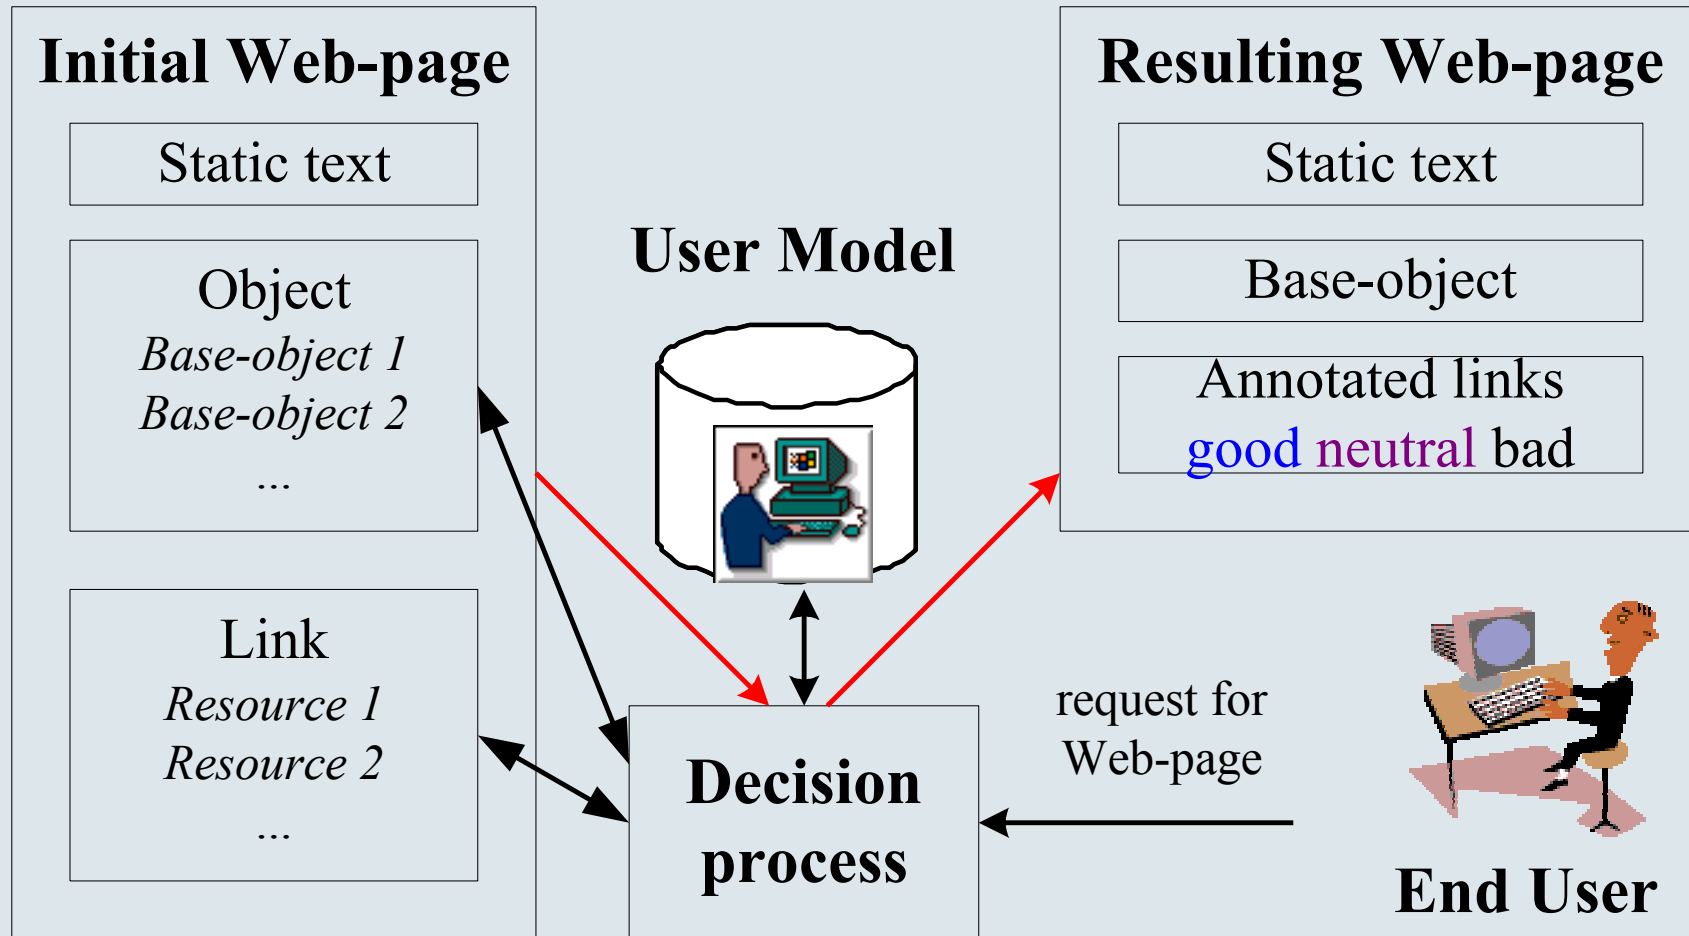 Initial Web-page
Static text
Object
Base-object 1
Base-object 2
...
Link
Resource 1
Resource 2
...
User Model
Decision
process
Resulting Web-page
Static text
Base-object
Annotated links
good neutral bad
request for
Web-page
End User